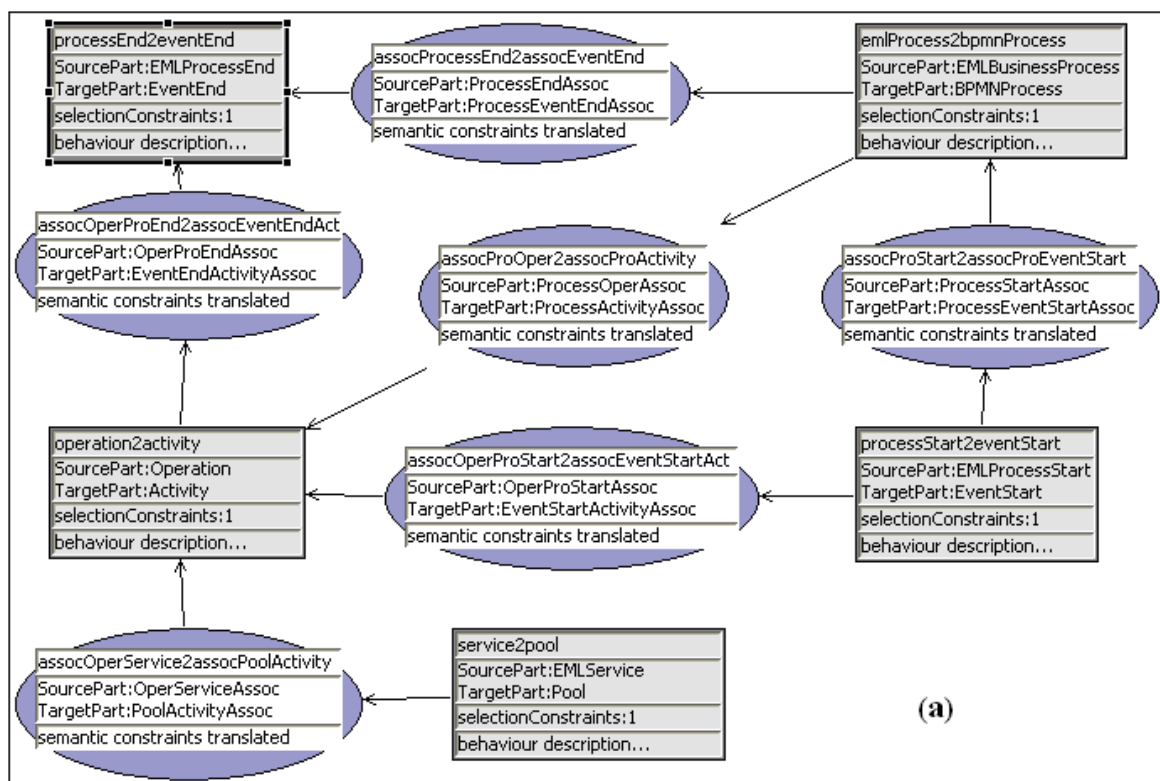 processEnd2eventEnd
SourcePart:EMLProcessEnd
TargetPart:EventEnd
selectionConstraints:1
behaviour description...
assocProcessEnd2assocEventEnd
SourcePart:ProcessEndAssoc
TargetPart:ProcessEventEndAssoc
semantic constraints translated
emlProcess2bpmnProcess
SourcePart:EMLBusinessProcess
TargetPart:BPMNProcess
selectionConstraints:1
behaviour description...
assocOperProEnd2assocEventEndAct
SourcePart:OperProEndAssoc
TargetPart:EventEndActivityAssoc
semantic constraints translated
assocProOper2assocProActivity
SourcePart:ProcessOperAssoc
TargetPart:ProcessActivityAssoc
semantic constraints translated
assocProStart2assocProEventStart
SourcePart:ProcessStartAssoc
TargetPart:ProcessEventStartAssoc
semantic constraints translated
operation2activity
SourcePart:Operation
TargetPart:Activity
selectionConstraints:1
behaviour description...
assocOperProStart2assocEventStartAct
SourcePart:OperProStartAssoc
TargetPart:EventStartActivityAssoc
semantic constraints translated
processStart2eventStart
SourcePart:EMLProcessStart
TargetPart:EventStart
selectionConstraints:1
behaviour description...
assocOperService2assocPoolActivity
SourcePart:OperServiceAssoc
TargetPart:PoolActivityAssoc
semantic constraints translated
service2pool
SourcePart:EMLService
TargetPart:Pool
selectionConstraints:1
behaviour description...
(a)